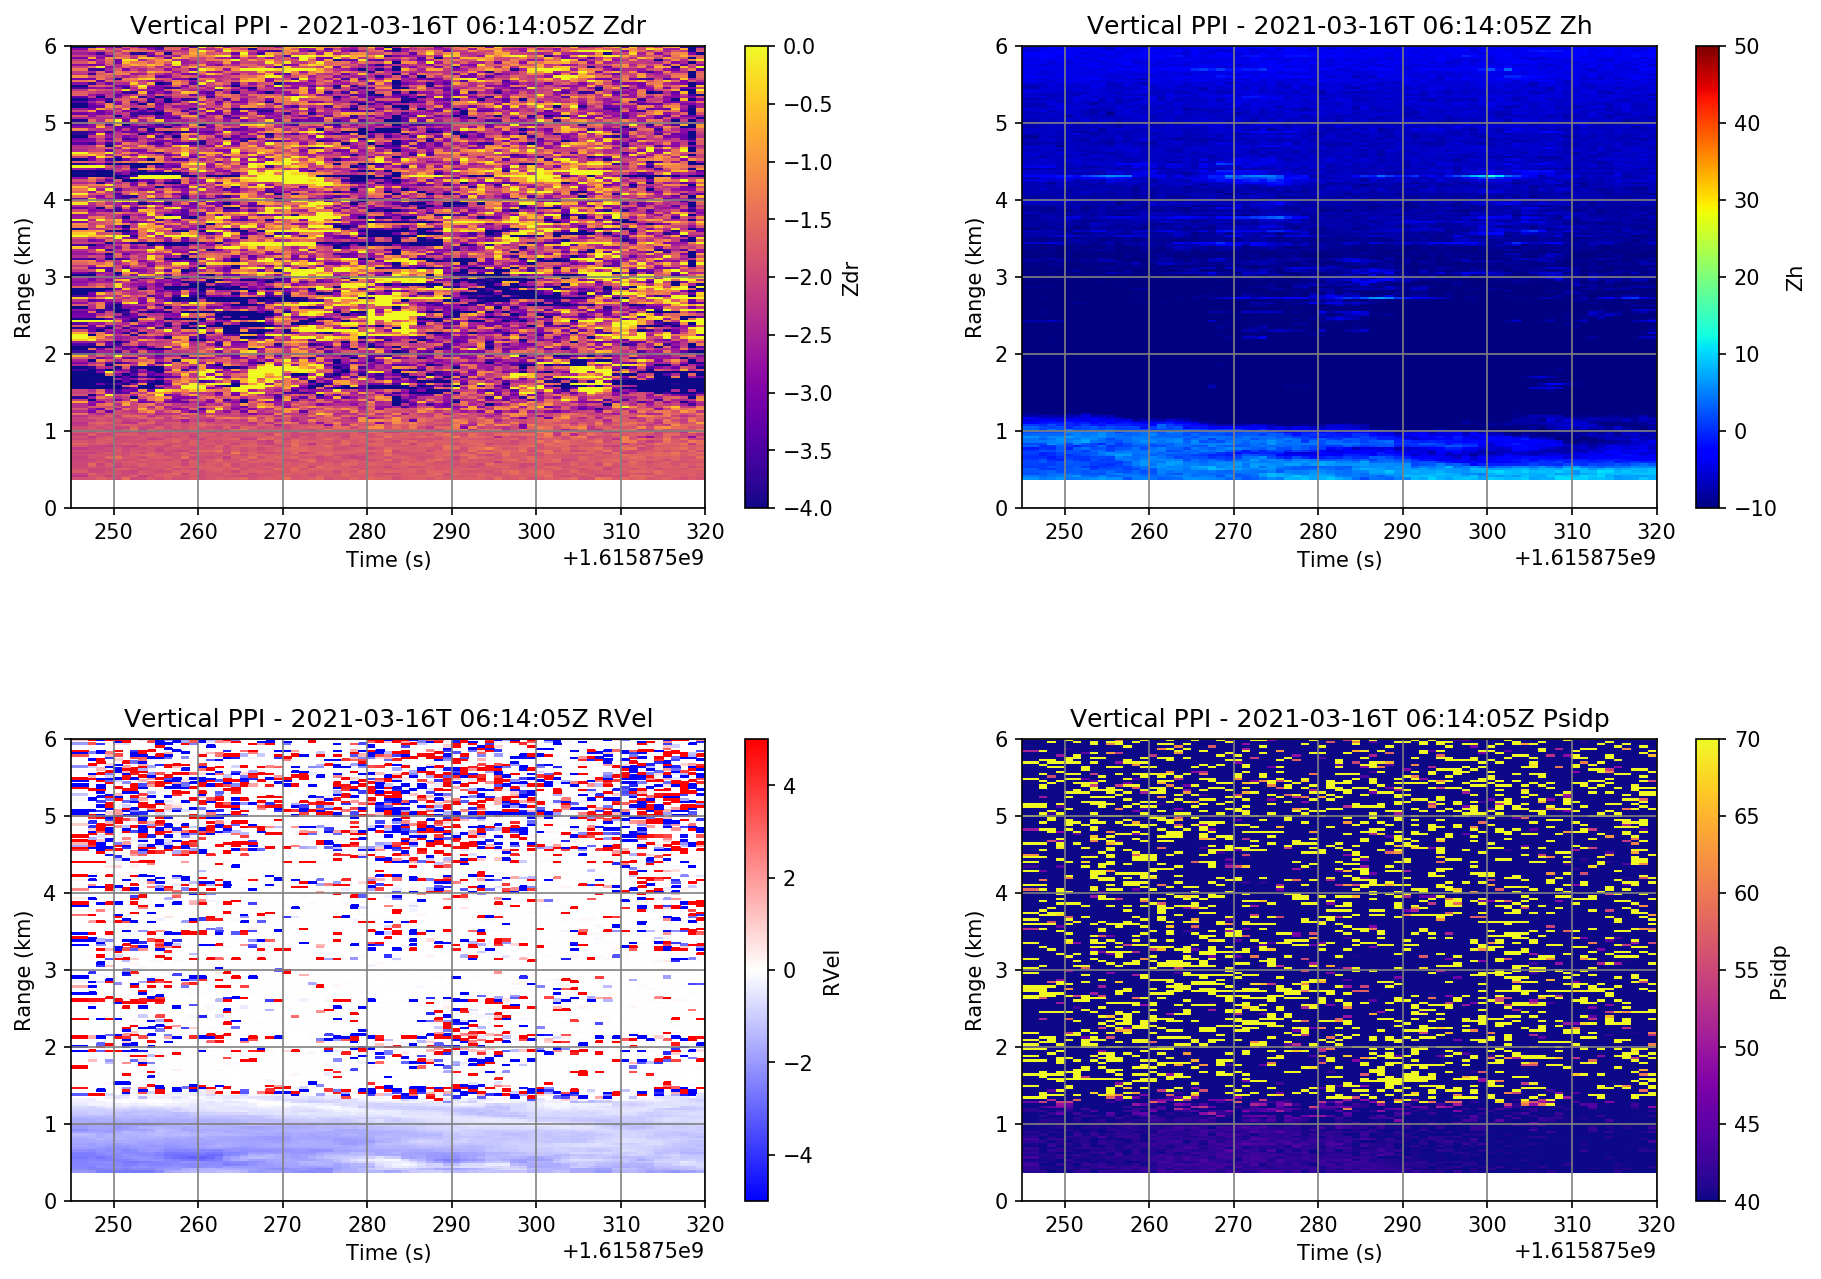 Vertical PPI - 2021-03-16T 06:14:05Z Zdr
6
5
4
3
2
1
0
Range (km)
250 260 270 280 290 300 310 320
Time (s)
+1.615875e9
0.0
−0.5
−1.0
−1.5
−2.0
−2.5
−3.0
−3.5
−4.0
Zdr
Vertical PPI - 2021-03-16T 06:14:05Z Zh
6
5
4
3
2
1
0
Range (km)
250 260 270 280 290 300 310 320
Time (s)
+1.615875e9
50
40
30
20
10
0
−10
Zh
Vertical PPI - 2021-03-16T 06:14:05Z RVel
6
5
4
3
2
1
0
Range (km)
250 260 270 280 290 300 310 320
Time (s)
+1.615875e9
4
2
0
−2
−4
RVel
Vertical PPI - 2021-03-16T 06:14:05Z Psidp
6
5
4
3
2
1
0
Range (km)
250 260 270 280 290 300 310 320
Time (s)
+1.615875e9
70
65
60
55
50
45
40
Psidp